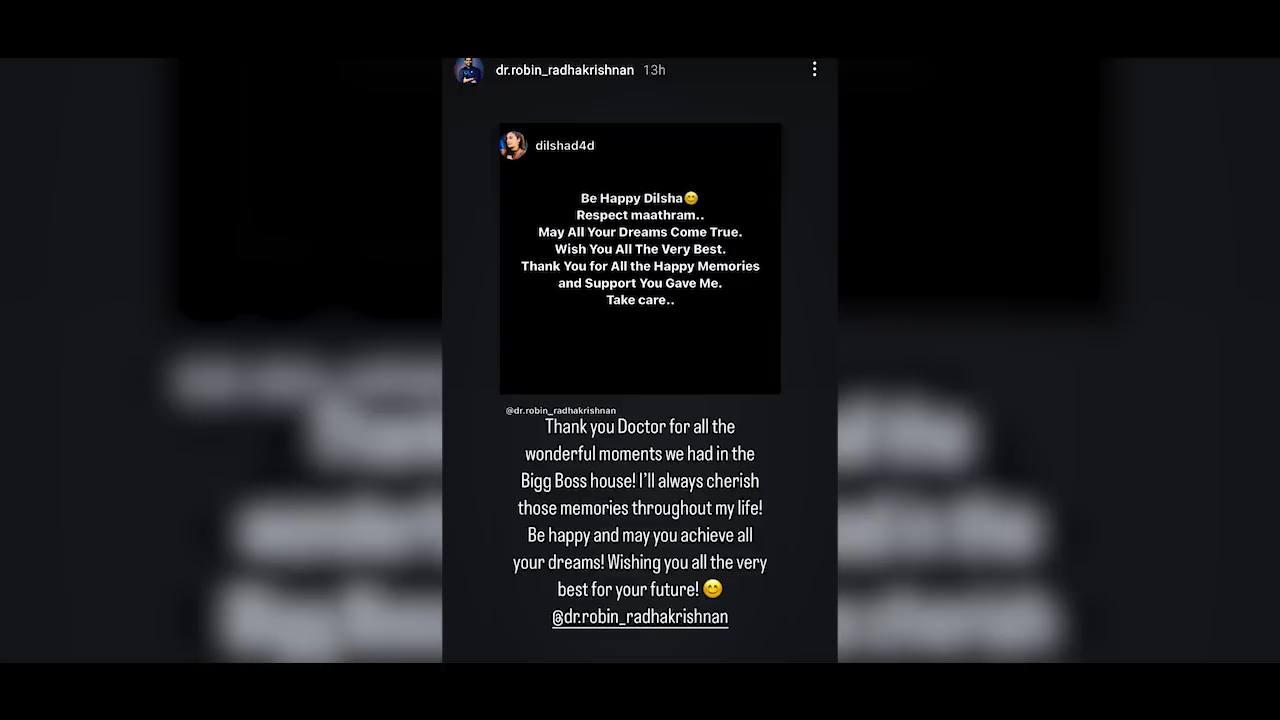 dr.robin_radhakrishnan 13h
dilshad4d
Be Happy Dilsha😊
Respect maathram..
May All Your Dreams Come True.
Wish You All The Very Best.
Thank You for All the Happy Memories
and Support You Gave Me.
Take care..
@dr.robin_radhakrishnan
Thank you Doctor for all the
wonderful moments we had in the
Bigg Boss house! I'll always cherish
those memories throughout my life!
Be happy and may you achieve all
your dreams! Wishing you all the very
best for your future! 😊
@dr.robin_radhakrishnan